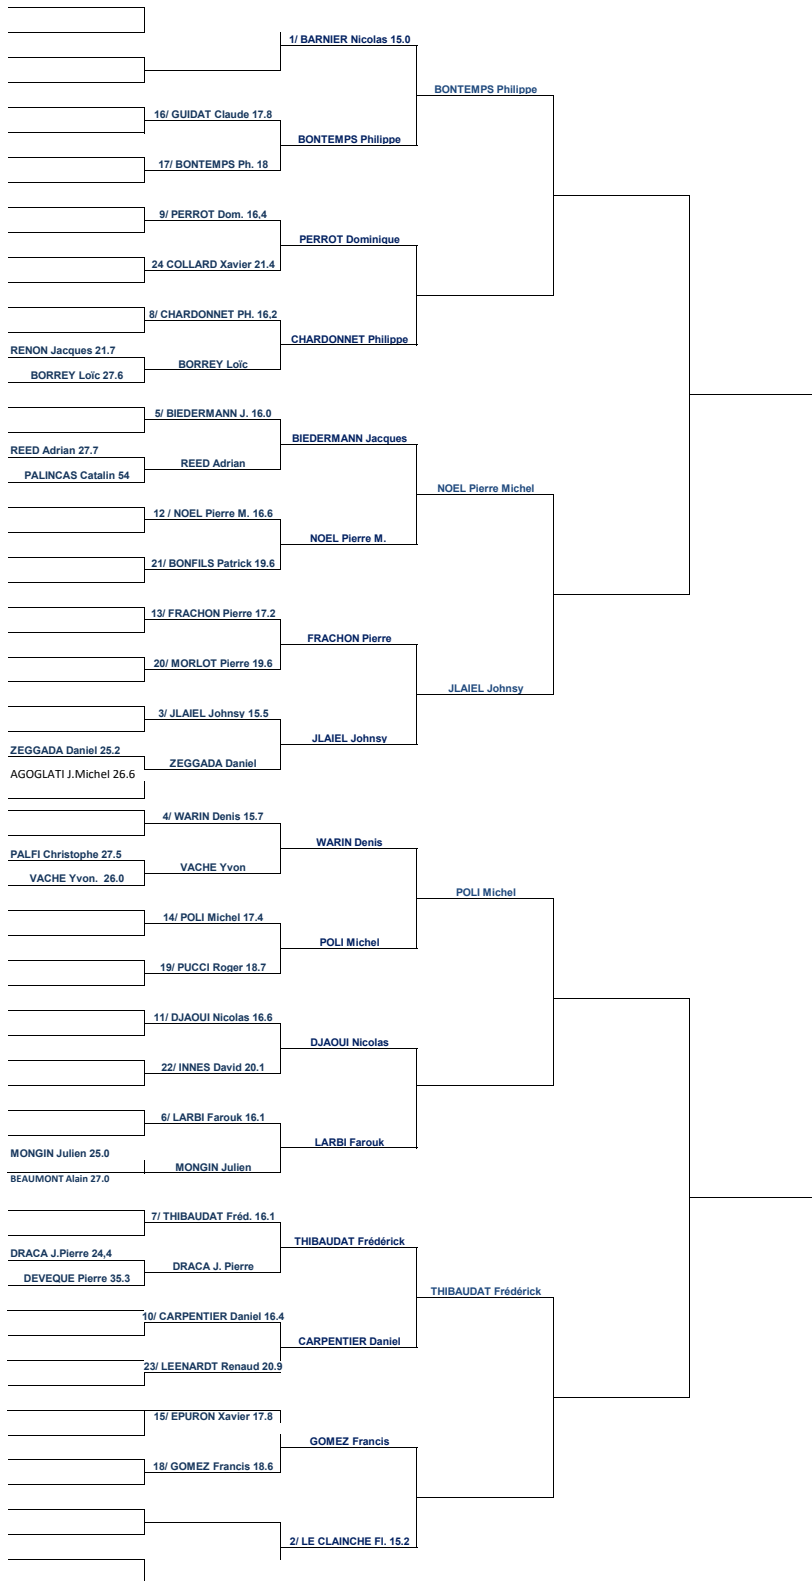 1/ BARNIER Nicolas 15.0
BONTEMPS Philippe
16/ GUIDAT Claude 17.8
BONTEMPS Philippe
17/ BONTEMPS Ph. 18
9/ PERROT Dom. 16,4
PERROT Dominique
24 COLLARD Xavier 21.4
8/ CHARDONNET PH. 16,2
CHARDONNET Philippe
RENON Jacques 21.7
BORREY Loïc
BORREY Loïc 27.6
5/ BIEDERMANN J. 16.0
BIEDERMANN Jacques
REED Adrian 27.7
REED Adrian
PALINCAS Catalin 54
NOEL Pierre Michel
12 / NOEL Pierre M. 16.6
NOEL Pierre M.
21/ BONFILS Patrick 19.6
13/ FRACHON Pierre 17.2
FRACHON Pierre
20/ MORLOT Pierre 19.6
JLAIEL Johnsy
3/ JLAIEL Johnsy 15.5
JLAIEL Johnsy
ZEGGADA Daniel 25.2
ZEGGADA Daniel
AGOGLATI J.Michel 26.6
4/ WARIN Denis 15.7
WARIN Denis
PALFI Christophe 27.5
VACHE Yvon
VACHE Yvon. 26.0
POLI Michel
14/ POLI Michel 17.4
POLI Michel
19/ PUCCI Roger 18.7
11/ DJAOUI Nicolas 16.6
DJAOUI Nicolas
22/ INNES David 20.1
6/ LARBI Farouk 16.1
LARBI Farouk
MONGIN Julien 25.0
MONGIN Julien
BEAUMONT Alain 27.0
7/ THIBAUDAT Fréd. 16.1
THIBAUDAT Frédérick
DRACA J.Pierre 24,4
DRACA J. Pierre
DEVEQUE Pierre 35.3
THIBAUDAT Frédérick
10/ CARPENTIER Daniel 16.4
CARPENTIER Daniel
23/ LEENARDT Renaud 20.9
15/ EPURON Xavier 17.8
GOMEZ Francis
18/ GOMEZ Francis 18.6
2/ LE CLAINCHE Fl. 15.2